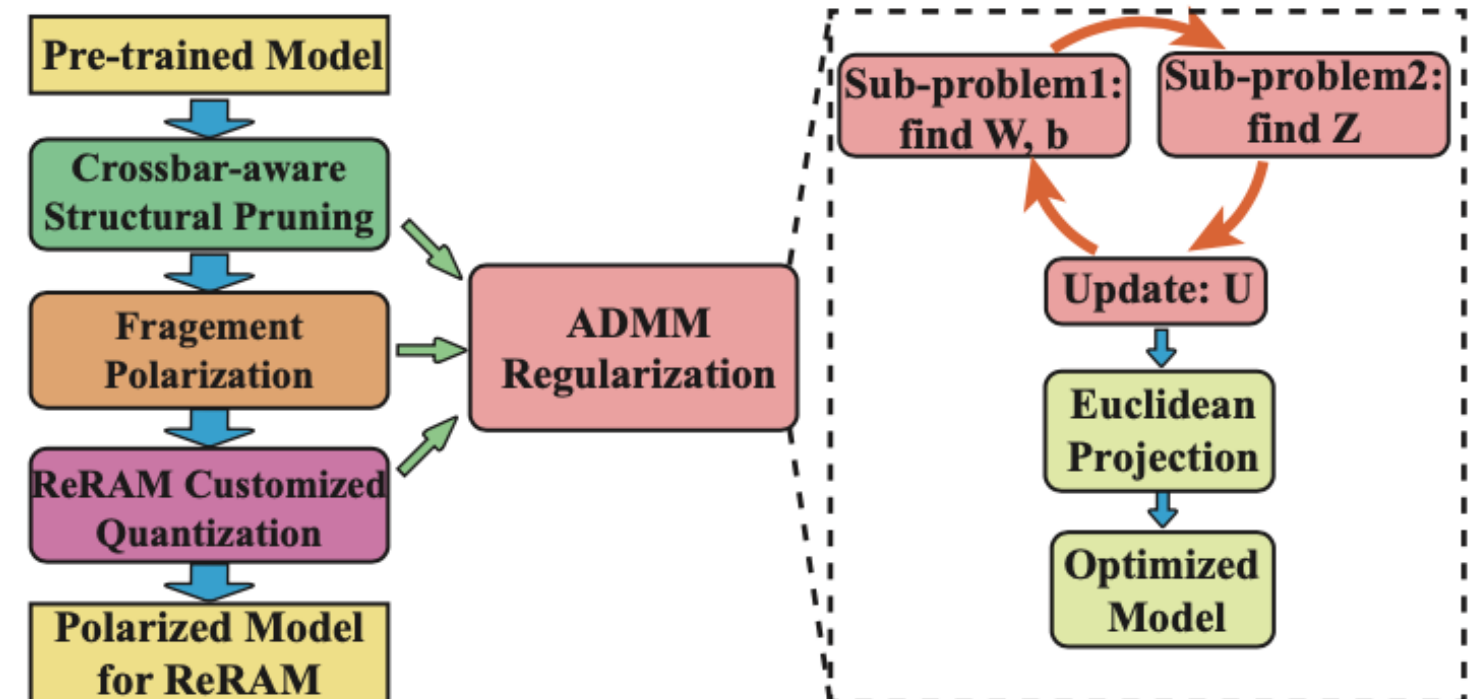 Pre-trained Model
Crossbar-aware
Structural Pruning
Fragement
Polarization
ReRAM Customized
Quantization
Polarized Model
for ReRAM
ADMM
Regularization
Sub-problem1:
find W, b
Sub-problem2:
find Z
Update: U
Euclidean
Projection
Optimized
Model